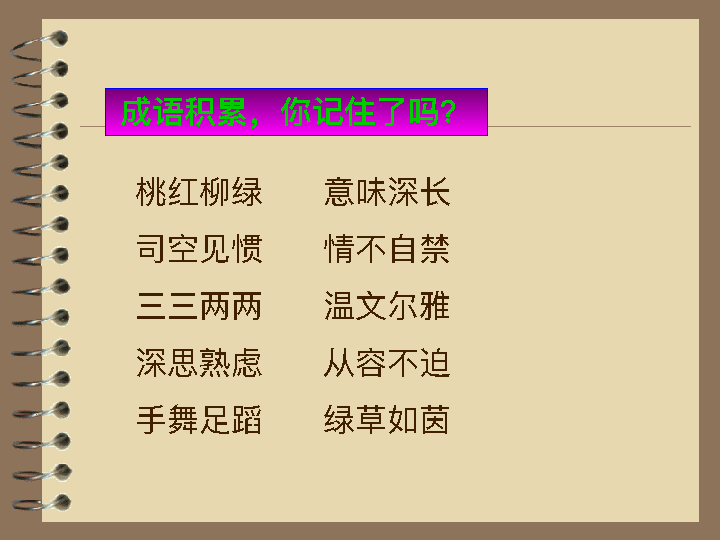 成语积累，你记住了吗？
桃红柳绿 意味深长
司空见惯 情不自禁
三三两两 温文尔雅
深思熟虑 从容不迫
手舞足蹈 绿草如茵